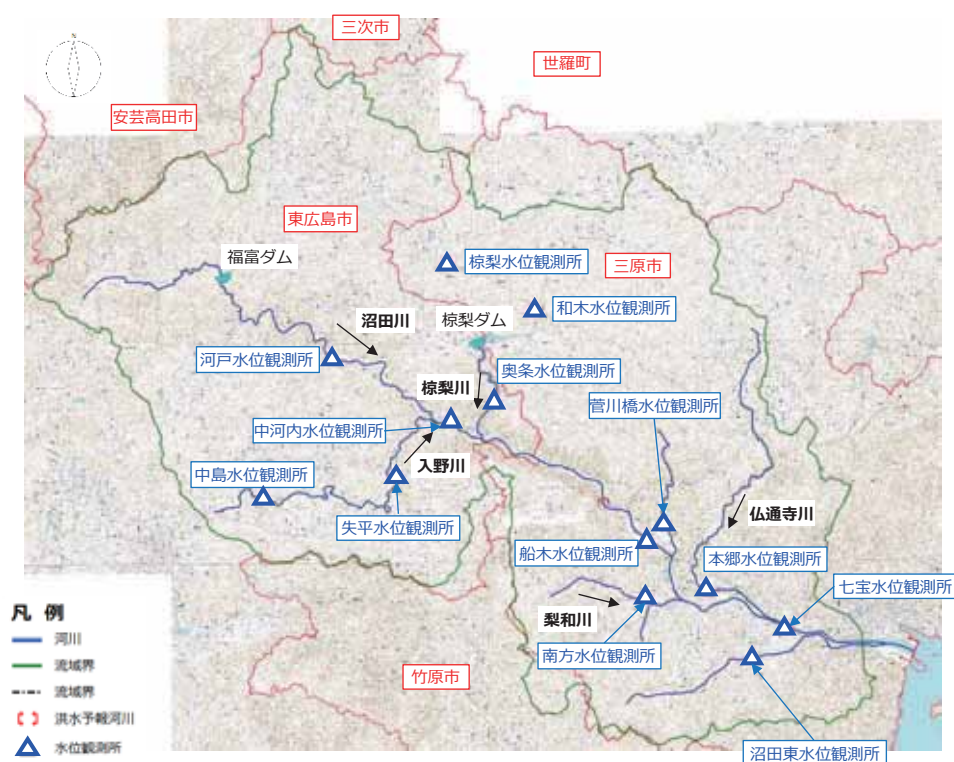 三次市
世羅町
N
安芸高田市
東広島市
福富ダム
椋梨水位観測所
三原市
和木水位観測所
沼田川
椋梨ダム
河戸水位観測所
奥条水位観測所
椋梨川
菅川橋水位観測所
中河内水位観測所
入野川
中島水位観測所
仏通寺川
矢平水位観測所
船木水位観測所
本郷水位観測所
七宝水位観測所
梨和川
南方水位観測所
竹原市
沼田東水位観測所
凡例
河川
流域界
流域界
洪水予報河川
水位観測所